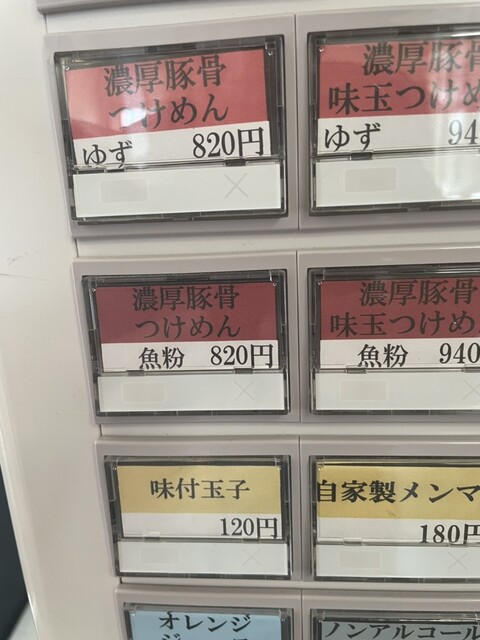 濃厚豚骨
つけめん
ゆず 820円
濃厚豚骨
味玉つけめ
ゆず 94
濃厚豚骨
つけめん
魚粉 820円
濃厚豚骨
味玉つけめ
魚粉 940
味付玉子
120円
自家製メンマ
180円
オレンジ
ノンアルコール